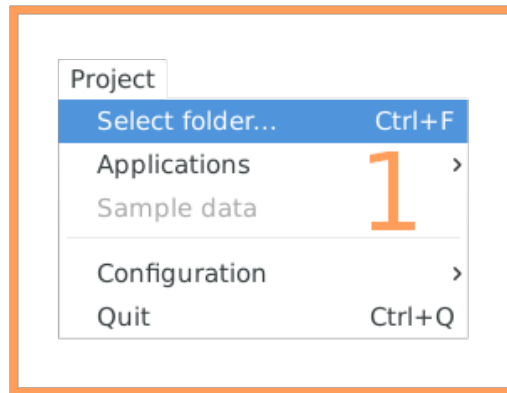 Project
Select folder... Ctrl+F
Applications ›
1
Sample data
Configuration ›
Quit Ctrl+Q